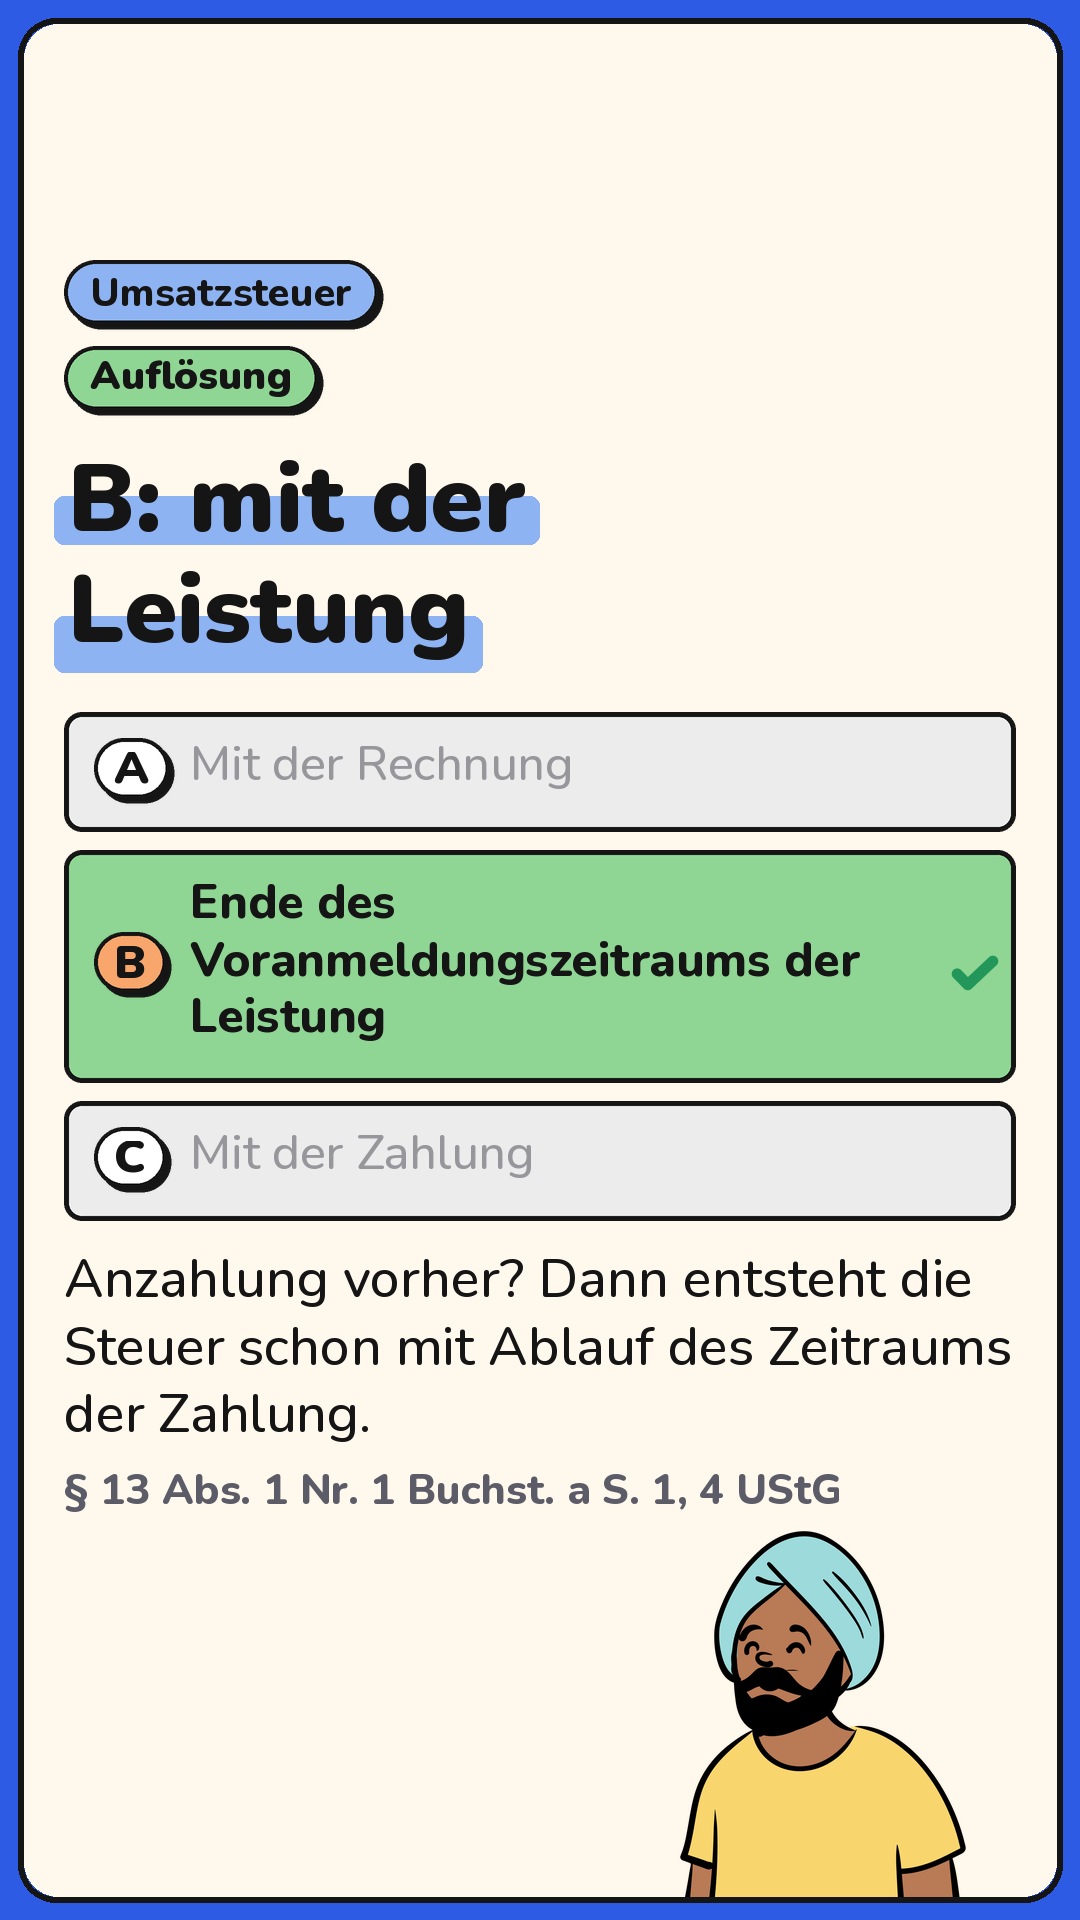 Umsatzsteuer
Auflösung
B: mit der
Leistung
A Mit der Rechnung
Ende des
B Voranmeldungszeitraums der
Leistung
C Mit der Zahlung
Anzahlung vorher? Dann entsteht die
Steuer schon mit Ablauf des Zeitraums
der Zahlung.
§ 13 Abs. 1 Nr. 1 Buchst. a S. 1, 4 UStG